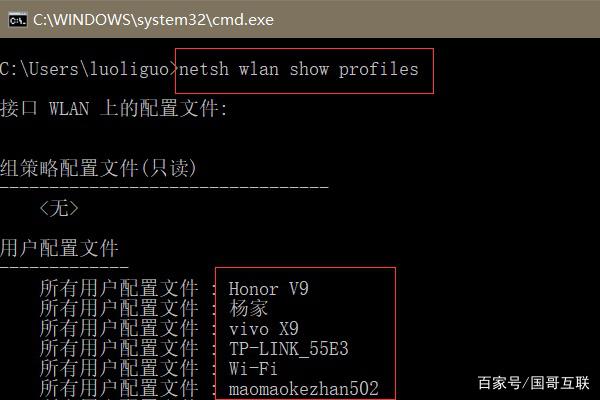 C:\WINDOWS\system32\cmd.exe
C:\Users\luoliguo>netsh wlan show profiles
接口 WLAN 上的配置文件:
组策略配置文件(只读)
---------------------------------
<无>
用户配置文件
-------------
所有用户配置文件 : Honor V9
所有用户配置文件 : 杨家
所有用户配置文件 : vivo X9
所有用户配置文件 : TP-LINK_55E3
所有用户配置文件 : Wi-Fi
所有用户配置文件 : maomaokezhan502
百家号/国哥互联